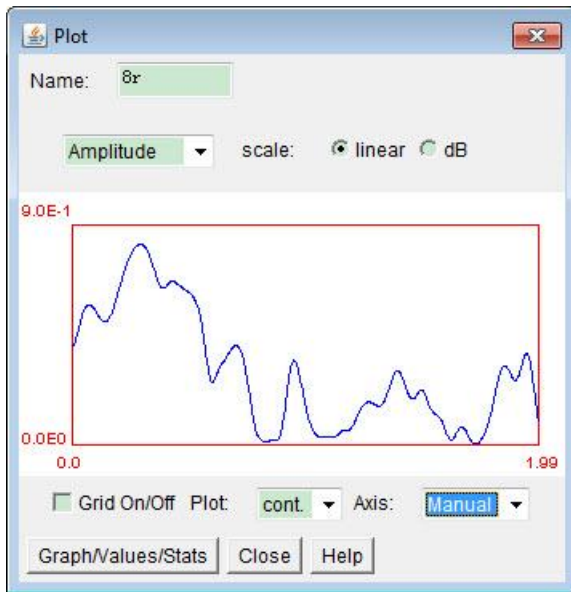 Plot
Name: 8r
Amplitude scale: linear dB
9.0E-1
0.0E0
0.0 1.99
Grid On/Off Plot: cont. Axis: Manual
Graph/Values/Stats Close Help